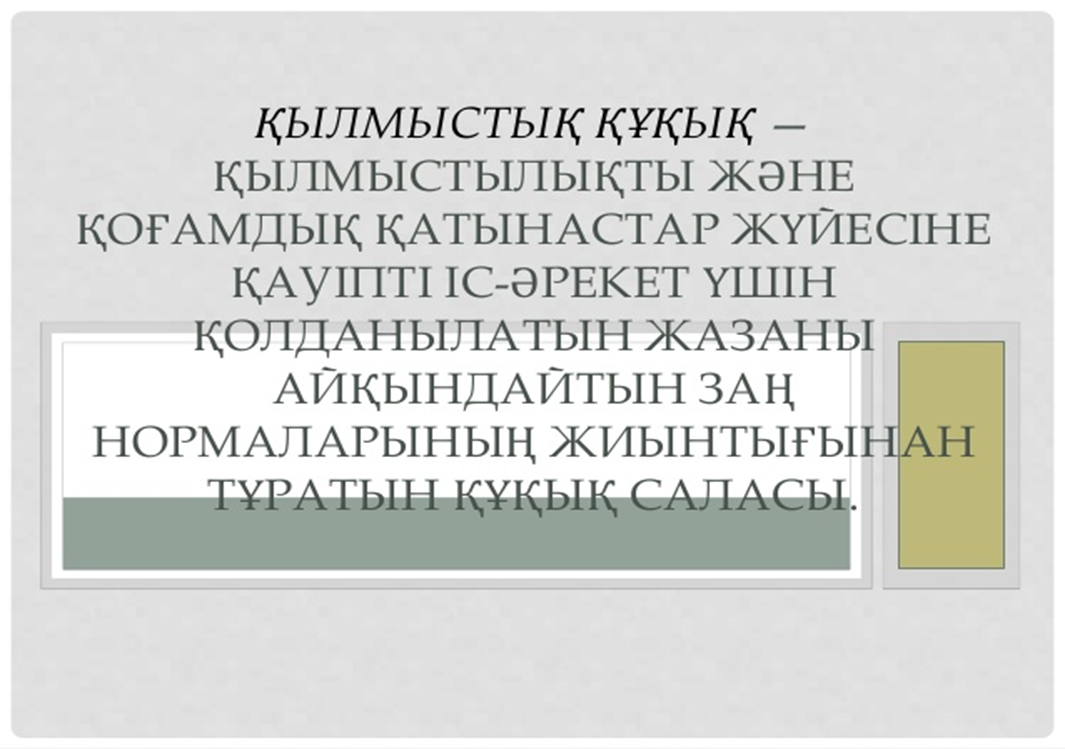 ҚЫЛМЫСТЫҚ ҚҰҚЫҚ –
ҚЫЛМЫСТЫЛЫҚТЫ ЖӘНЕ
ҚОҒАМДЫҚ ҚАТЫНАСТАР ЖҮЙЕСІНЕ
ҚАУІПТІ ІС-ӘРЕКЕТ ҮШІН
ҚОЛДАНЫЛАТЫН ЖАЗАНЫ
АЙҚЫНДАЙТЫН ЗАҢ
НОРМАЛАРЫНЫҢ ЖИЫНТЫҒЫНАН
ТҰРАТЫН ҚҰҚЫҚ САЛАСЫ.